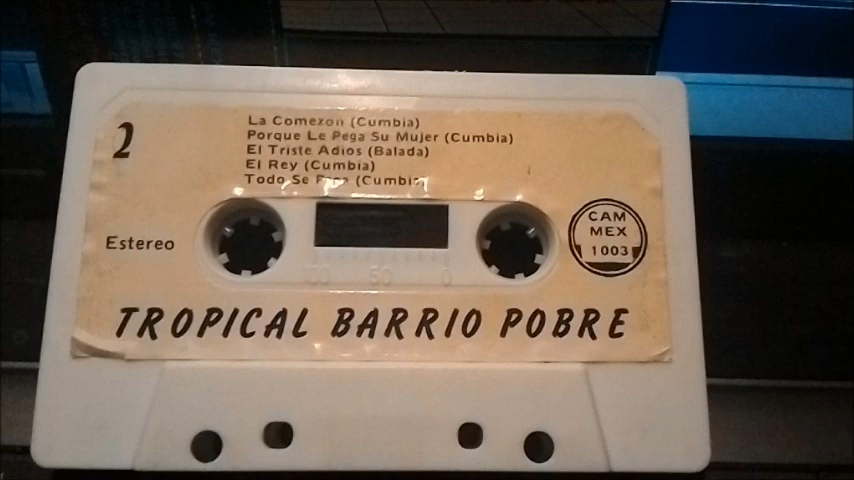 2
La Comezon (Cumbia)
Porque Le Pega Su Mujer (Cumbia)
El Triste Adios (Balada)
El Rey (Cumbia)
Todo Se (Cumbia)
Estereo
CAM
MEX
1003
100 50 0
TROPICAL BARRIO POBRE